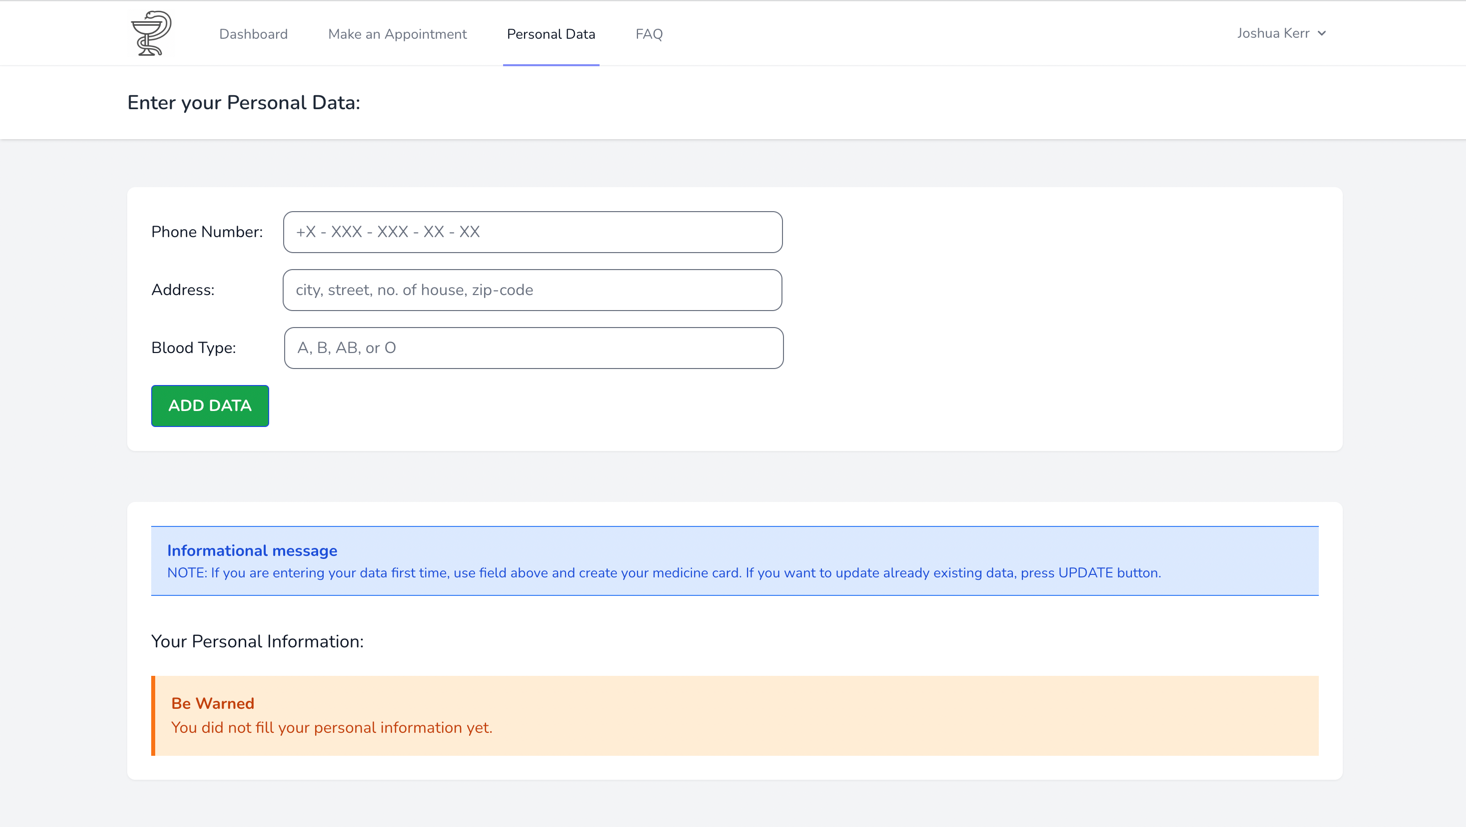 Dashboard Make an Appointment Personal Data FAQ Joshua Kerr
Enter your Personal Data:
Phone Number: +X - XXX - XXX - XX - XX
Address: city, street, no. of house, zip-code
Blood Type: A, B, AB, or O
ADD DATA
Informational message
NOTE: If you are entering your data first time, use field above and create your medicine card. If you want to update already existing data, press UPDATE button.
Your Personal Information:
Be Warned
You did not fill your personal information yet.